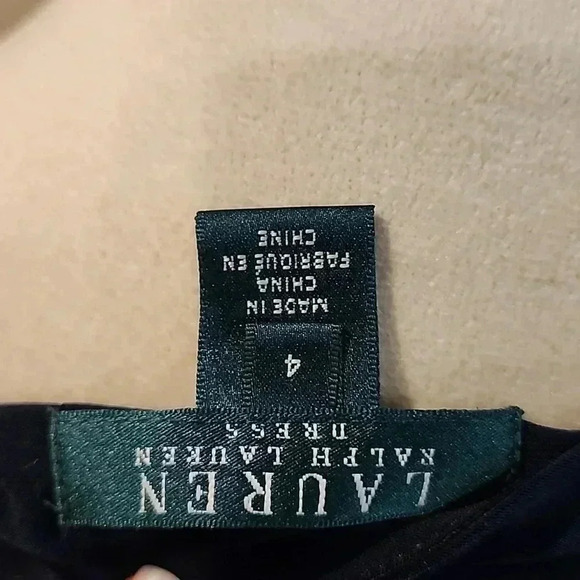 LAUREN
RALPH LAUREN
DRESS
4
MADE IN
CHINA
FABRIQUÉ EN
CHINE